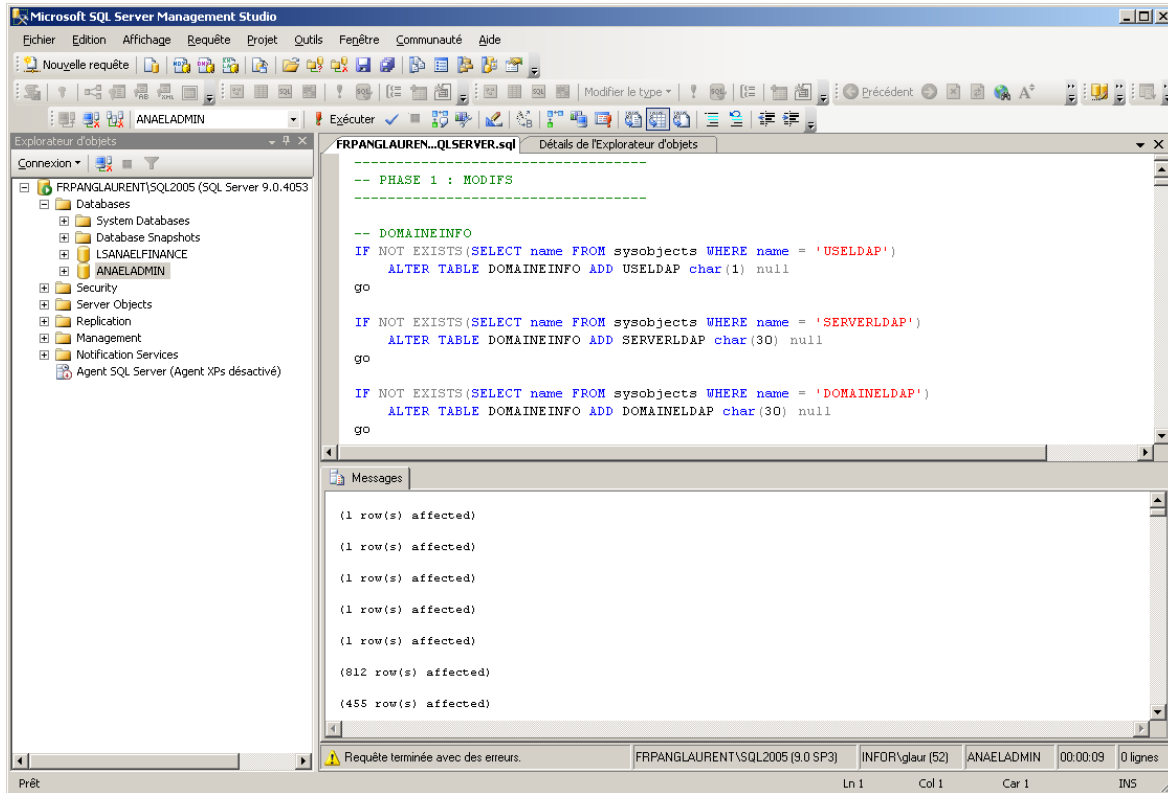 Microsoft SQL Server Management Studio
Fichier Edition Affichage Requête Projet Outils Fenêtre Communauté Aide
Nouvelle requête
Modifier le type Précédent
ANAELADMIN Exécuter
Explorateur d'objets
Connexion
FRPANGLAURENT\SQL2005 (SQL Server 9.0.4053
Databases
System Databases
Database Snapshots
LSANAELFINANCE
ANAELADMIN
Security
Server Objects
Replication
Management
Notification Services
Agent SQL Server (Agent XPs désactivé)
FRPANGLAUREN...QLSERVER.sql Détails de l'Explorateur d'objets
-----------------------------------
-- PHASE 1 : MODIFS
-----------------------------------
-- DOMAINEINFO
IF NOT EXISTS(SELECT name FROM sysobjects WHERE name = 'USELDAP')
ALTER TABLE DOMAINEINFO ADD USELDAP char(1) null
go
IF NOT EXISTS(SELECT name FROM sysobjects WHERE name = 'SERVERLDAP')
ALTER TABLE DOMAINEINFO ADD SERVERLDAP char(30) null
go
IF NOT EXISTS(SELECT name FROM sysobjects WHERE name = 'DOMAINELDAP')
ALTER TABLE DOMAINEINFO ADD DOMAINELDAP char(30) null
go
Messages
(1 row(s) affected)
(1 row(s) affected)
(1 row(s) affected)
(1 row(s) affected)
(1 row(s) affected)
(812 row(s) affected)
(455 row(s) affected)
Requête terminée avec des erreurs. FRPANGLAURENT\SQL2005 (9.0 SP3) INFOR\glaur (52) ANAELADMIN 00:00:09 0 lignes
Prêt Ln 1 Col 1 Car 1 INS